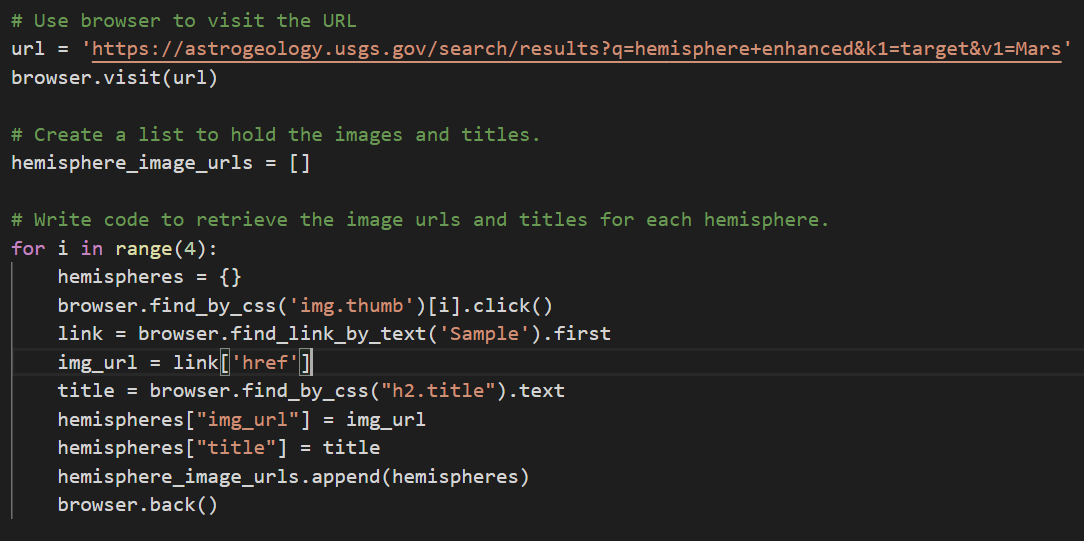 # Use browser to visit the URL
url = 'https://astrogeology.usgs.gov/search/results?q=hemisphere+enhanced&k1=target&v1=Mars'
browser.visit(url)

# Create a list to hold the images and titles.
hemisphere_image_urls = []

# Write code to retrieve the image urls and titles for each hemisphere.
for i in range(4):
    hemispheres = {}
    browser.find_by_css('img.thumb')[i].click()
    link = browser.find_link_by_text('Sample').first
    img_url = link['href']
    title = browser.find_by_css("h2.title").text
    hemispheres["img_url"] = img_url
    hemispheres["title"] = title
    hemisphere_image_urls.append(hemispheres)
    browser.back()